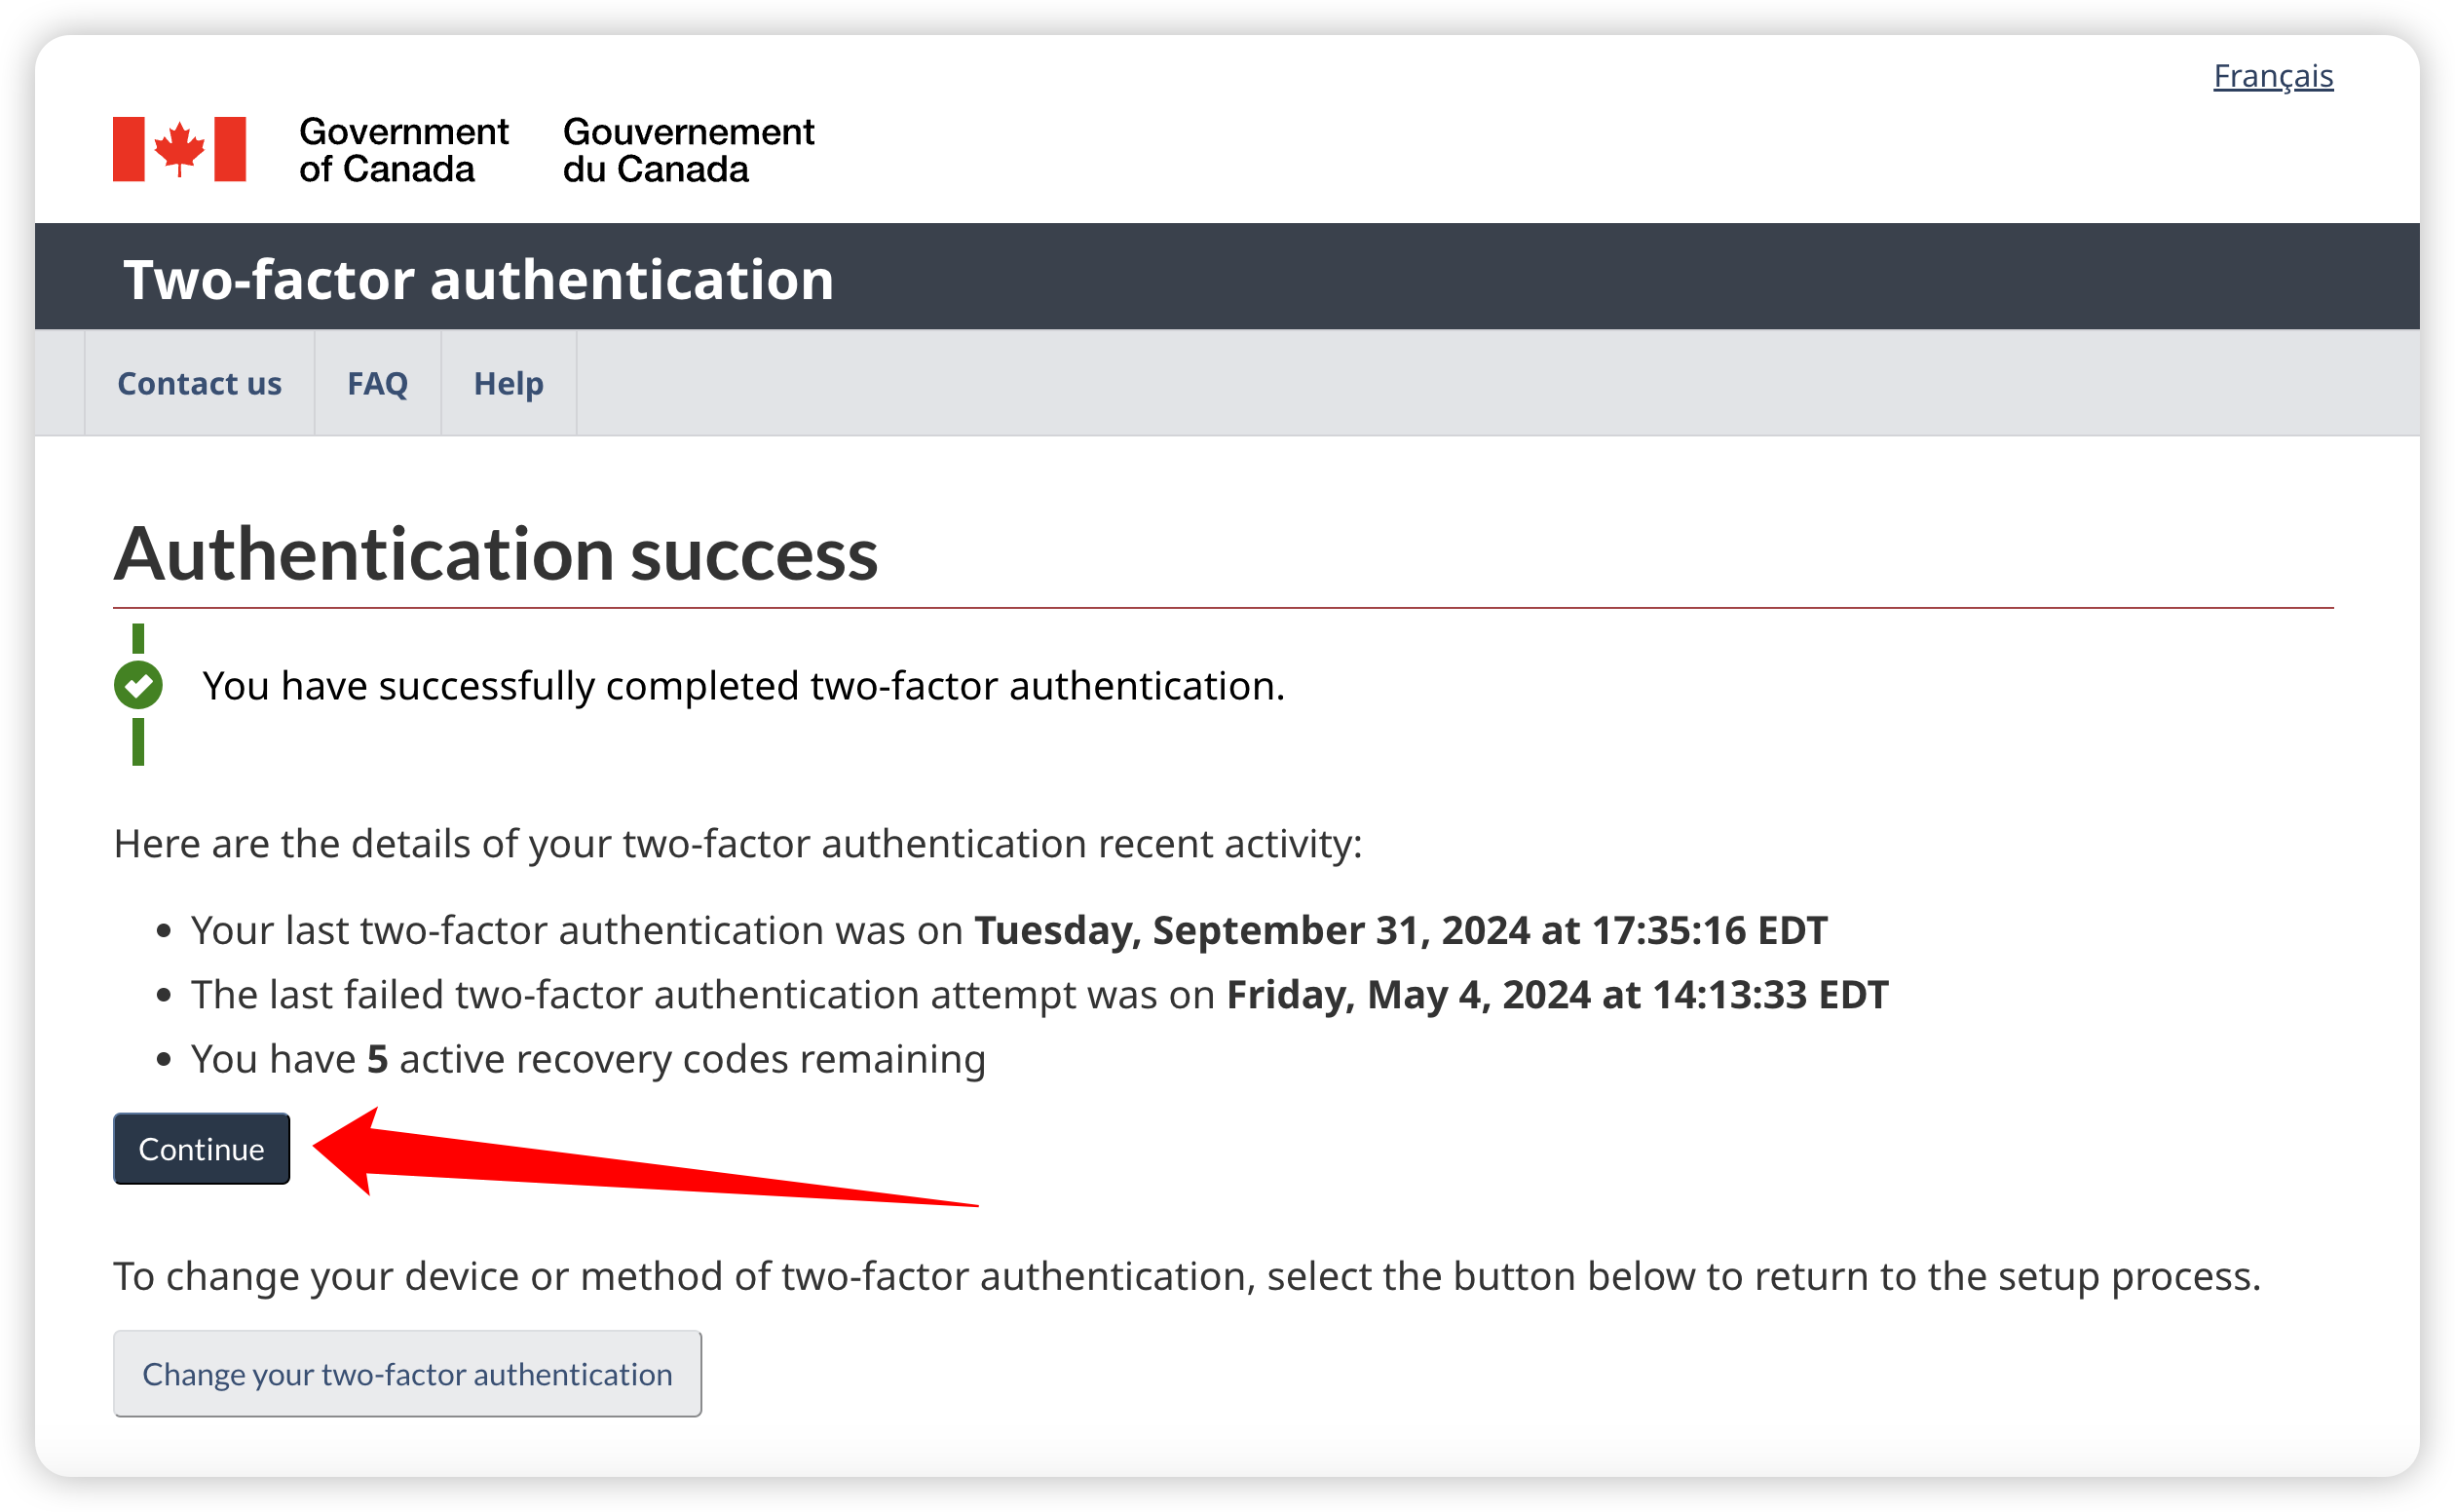 Français
Government
of Canada
Gouvernement
du Canada
Two-factor authentication
Contact us
FAQ
Help
Authentication success
You have successfully completed two-factor authentication.
Here are the details of your two-factor authentication recent activity:
• Your last two-factor authentication was on Tuesday, September 31, 2024 at 17:35:16 EDT
• The last failed two-factor authentication attempt was on Friday, May 4, 2024 at 14:13:33 EDT
• You have 5 active recovery codes remaining
Continue
To change your device or method of two-factor authentication, select the button below to return to the setup process.
Change your two-factor authentication